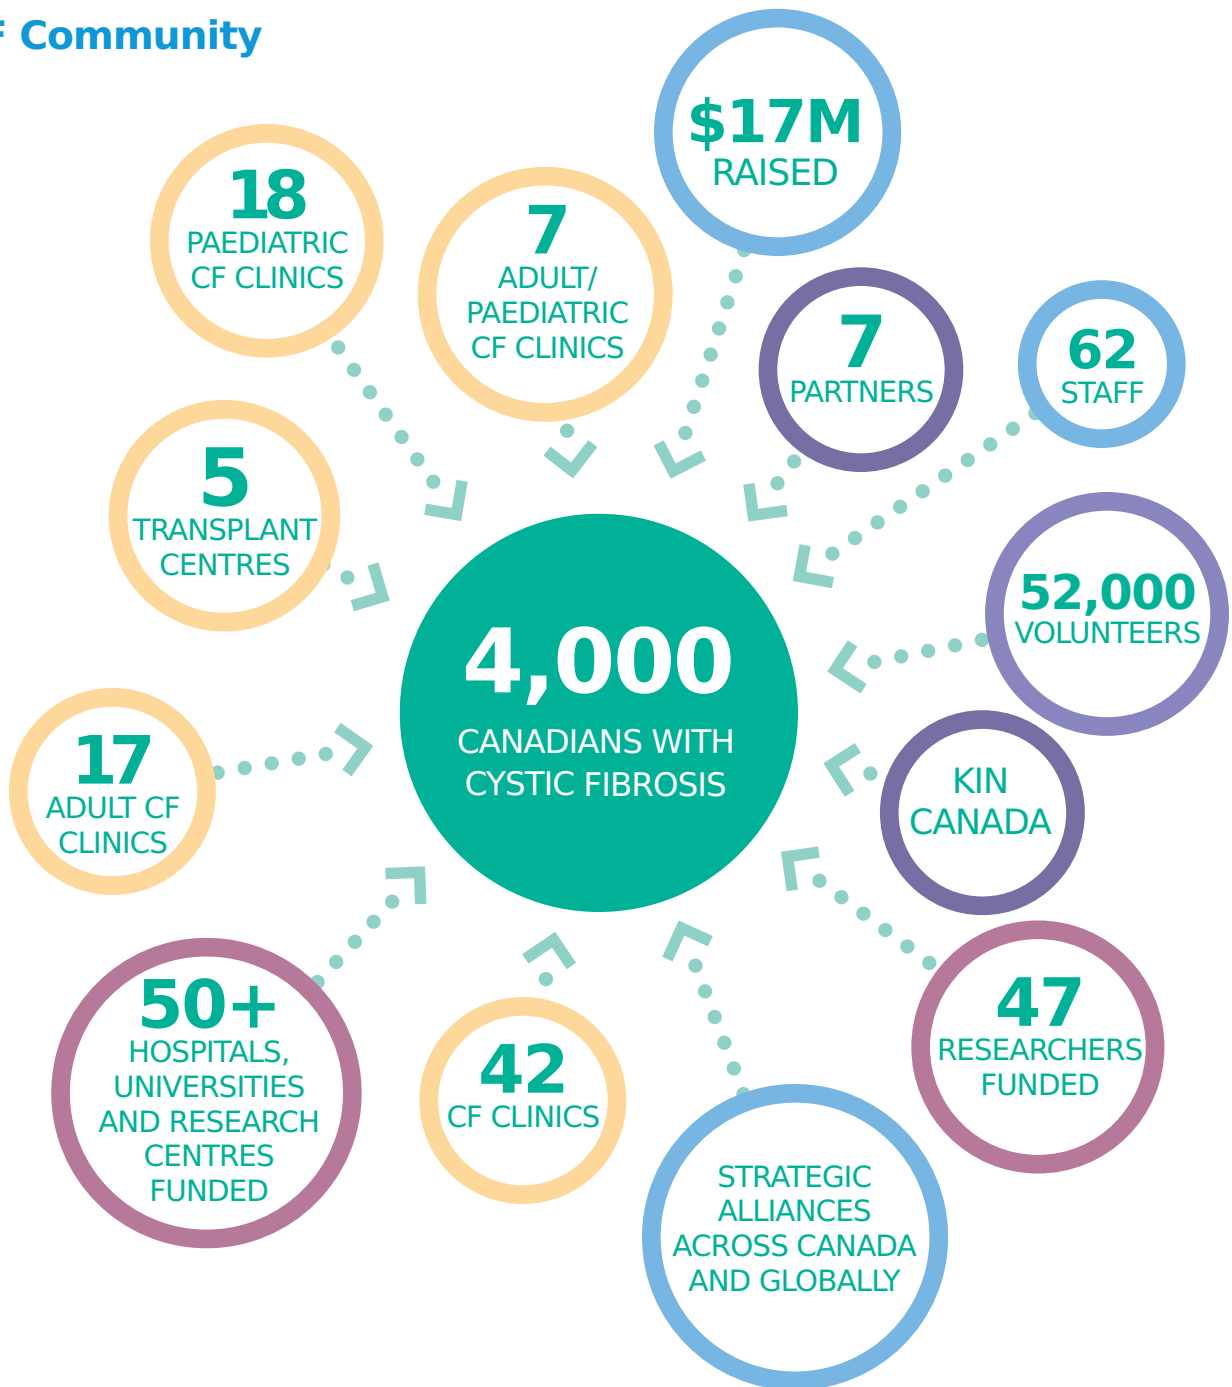 Community
$17M
RAISED
18
PAEDIATRIC
CF CLINICS
7
ADULT/
PAEDIATRIC
CF CLINICS
7
PARTNERS
62
STAFF
5
TRANSPLANT
CENTRES
52,000
VOLUNTEERS
4,000
CANADIANS WITH
CYSTIC FIBROSIS
17
ADULT CF
CLINICS
KIN
CANADA
50+
HOSPITALS,
UNIVERSITIES
AND RESEARCH
CENTRES
FUNDED
42
CF CLINICS
47
RESEARCHERS
FUNDED
STRATEGIC
ALLIANCES
ACROSS CANADA
AND GLOBALLY